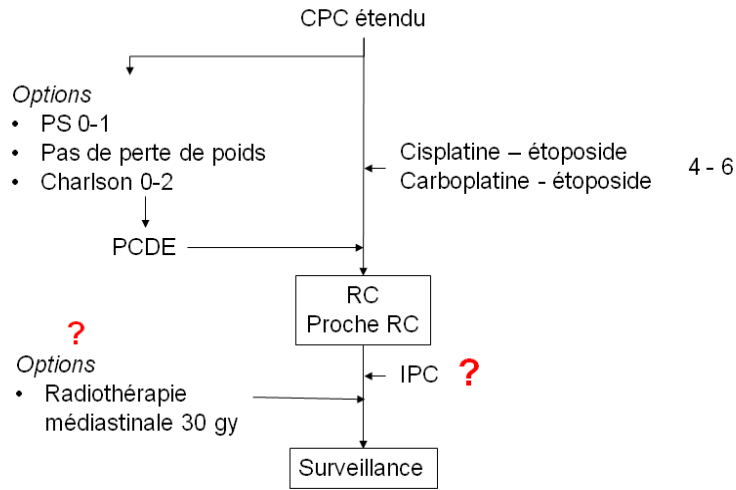 CPC étendu
Options
• PS 0-1
• Pas de perte de poids
• Charlson 0-2
Cisplatine – étoposide
Carboplatine - étoposide
4 - 6
PCDE
RC
Proche RC
?
Options
• Radiothérapie
médiastinale 30 gy
IPC ?
Surveillance